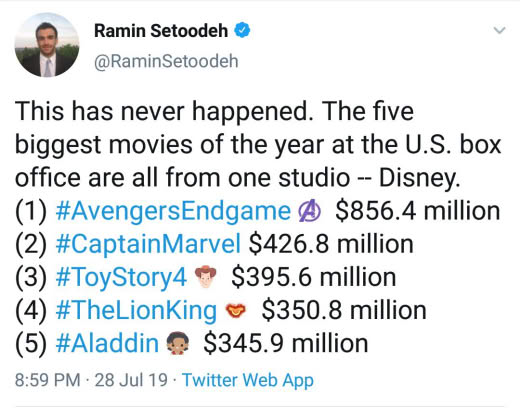 Ramin Setoodeh
@RaminSetoodeh
This has never happened. The five
biggest movies of the year at the U.S. box
office are all from one studio -- Disney.
(1) #AvengersEndgame $856.4 million
(2) #CaptainMarvel $426.8 million
(3) #ToyStory4 $395.6 million
(4) #TheLionKing $350.8 million
(5) #Aladdin $345.9 million
8:59 PM · 28 Jul 19 · Twitter Web App